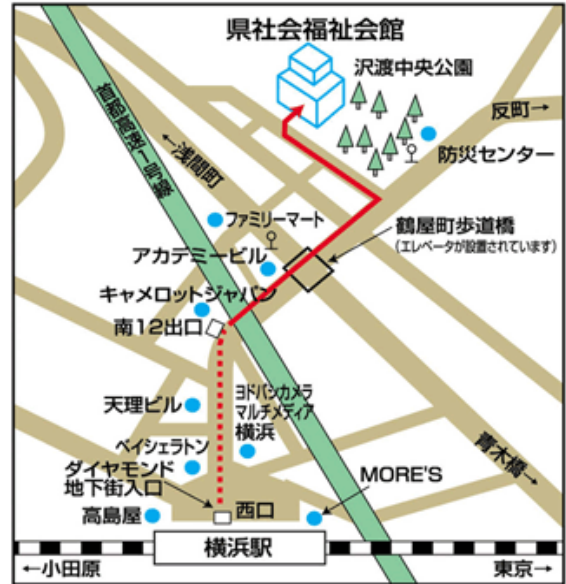 県社会福祉会館
沢渡中央公園
反町→
首都高速一号線
←浅間町
防災センター
ファミリーマート
鶴屋町歩道橋
(エレベータが設置されています)
アカデミービル
キャメロットジャパン
南12出口
天理ビル
ヨドバシカメラ
マルチメディア
横浜
ベイシェラトン
青木橋→
ダイヤモンド
地下街入口
MORE'S
高島屋
西口
横浜駅
←小田原
東京→